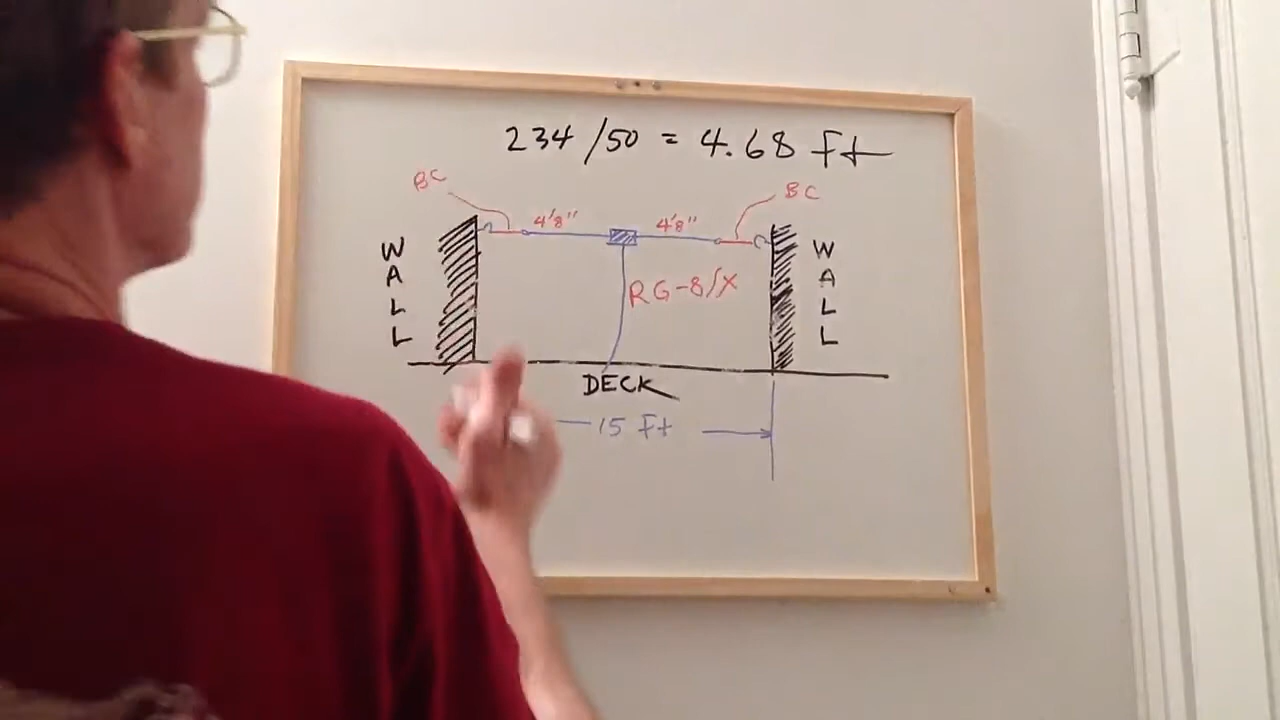 234/50 = 4.68 ft
BC
BC
4'8"
4'8"
WALL
WALL
RG-8/X
DECK
15 Ft